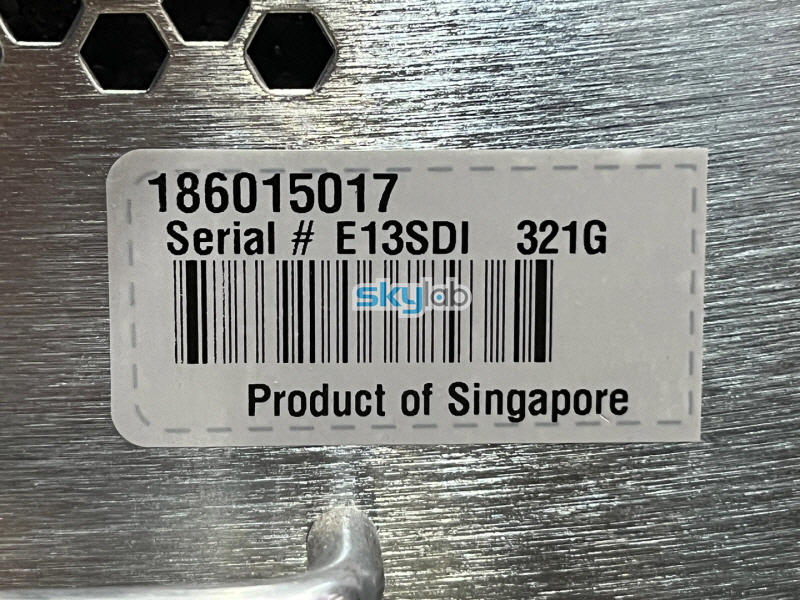 186015017
Serial # E13SDI 321G
skylab
Product of Singapore